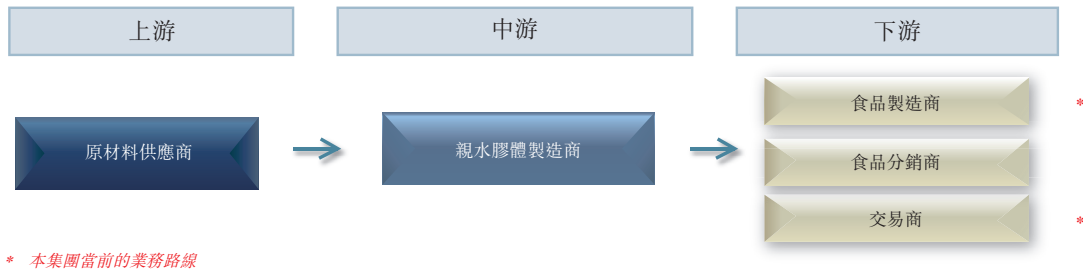 上游
中游
下游
原材料供應商
親水膠體製造商
食品製造商
*
食品分銷商
交易商
*
* 本集團當前的業務路線